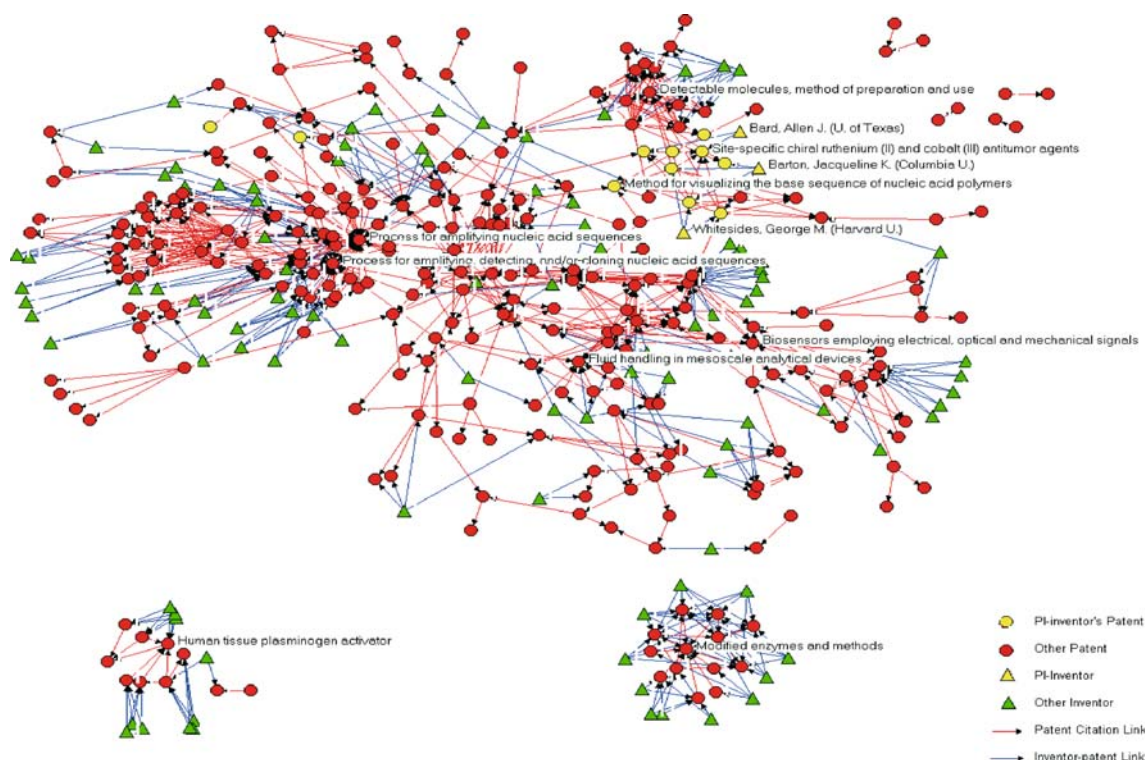 Detectable molecules, method of preparation and use
Bard, Allen J. (U. of Texas)
Site-specific chiral ruthenium (II) and cobalt (III) antitumor agents
Barton, Jacqueline K. (Columbia U.)
Method for visualizing the base sequence of nucleic acid polymers
Whitesides, George M. (Harvard U.)
Process for amplifying nucleic acid sequences
Process for amplifying, detecting, and/or-cloning nucleic acid sequences
Biosensors employing electrical, optical and mechanical signals
Fluid handling in mesoscale analytical devices
Human tissue plasminogen activator
Modified enzymes and methods
PI-inventor's Patent
Other Patent
PI-Inventor
Other Inventor
Patent Citation Link
Inventor-patent Link